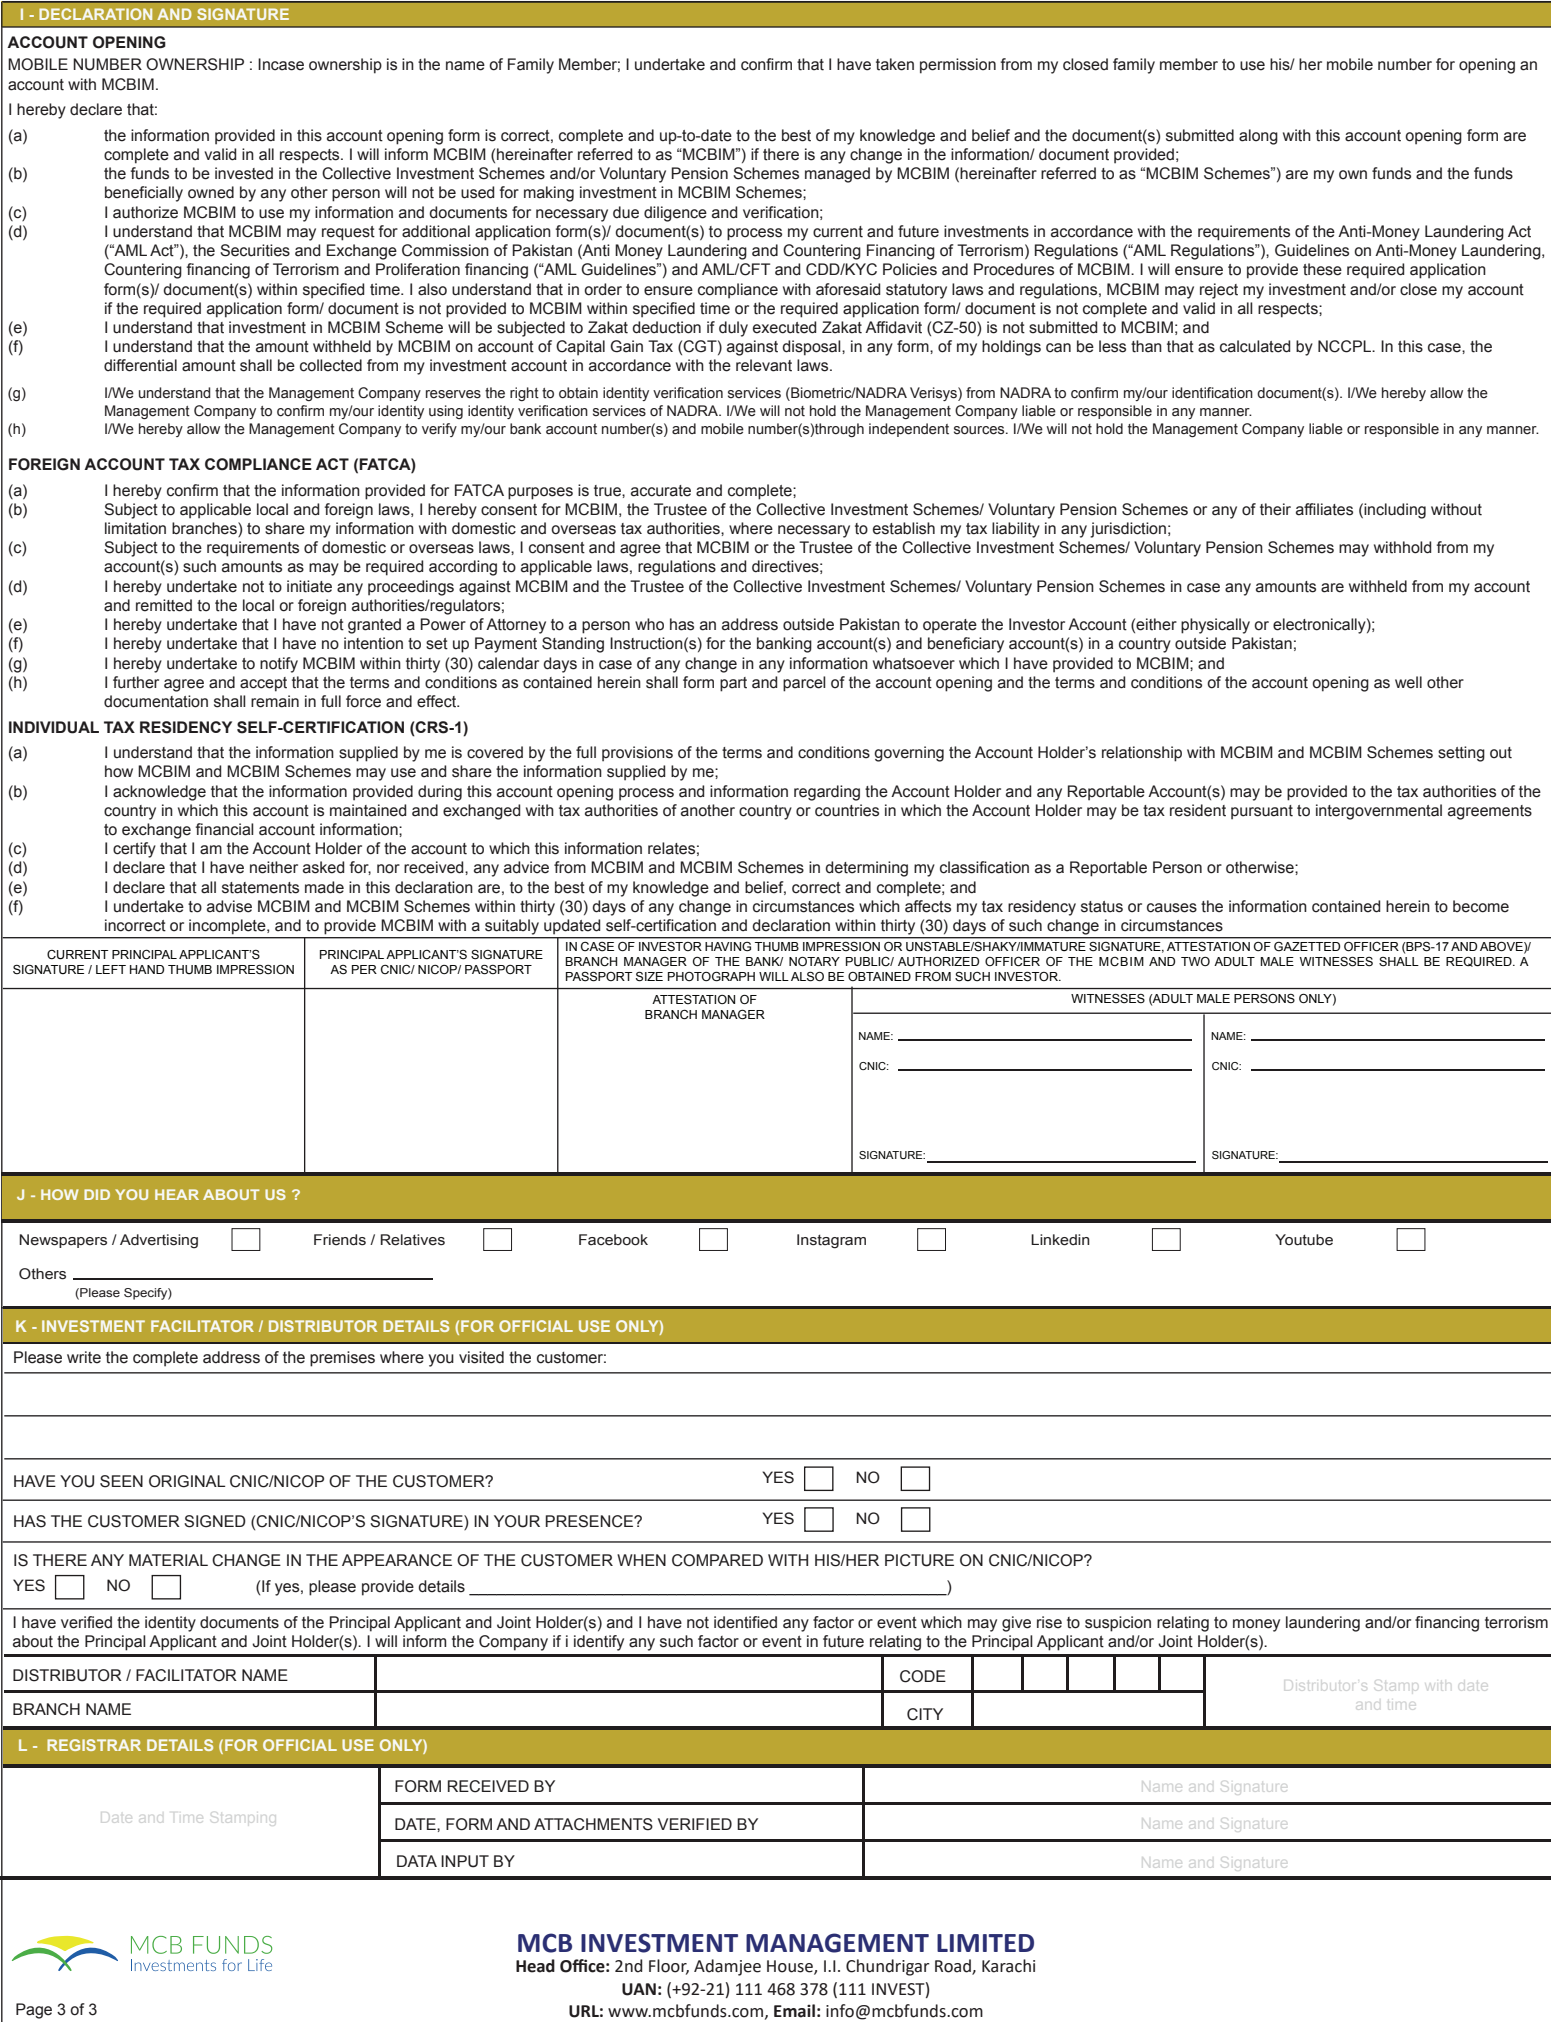 I - DECLARATION AND SIGNATURE
ACCOUNT OPENING
MOBILE NUMBER OWNERSHIP : Incase ownership is in the name of Family Member; I undertake and confirm that I have taken permission from my closed family member to use his/ her mobile number for opening an
account with MCBIM.
I hereby declare that:
(a) the information provided in this account opening form is correct, complete and up-to-date to the best of my knowledge and belief and the document(s) submitted along with this account opening form are
complete and valid in all respects. I will inform MCBIM (hereinafter referred to as “MCBIM”) if there is any change in the information/ document provided;
(b) the funds to be invested in the Collective Investment Schemes and/or Voluntary Pension Schemes managed by MCBIM (hereinafter referred to as “MCBIM Schemes”) are my own funds and the funds
beneficially owned by any other person will not be used for making investment in MCBIM Schemes;
(c) I authorize MCBIM to use my information and documents for necessary due diligence and verification;
(d) I understand that MCBIM may request for additional application form(s)/ document(s) to process my current and future investments in accordance with the requirements of the Anti-Money Laundering Act
(“AML Act”), the Securities and Exchange Commission of Pakistan (Anti Money Laundering and Countering Financing of Terrorism) Regulations (“AML Regulations”), Guidelines on Anti-Money Laundering,
Countering financing of Terrorism and Proliferation financing (“AML Guidelines”) and AML/CFT and CDD/KYC Policies and Procedures of MCBIM. I will ensure to provide these required application
form(s)/ document(s) within specified time. I also understand that in order to ensure compliance with aforesaid statutory laws and regulations, MCBIM may reject my investment and/or close my account
if the required application form/ document is not provided to MCBIM within specified time or the required application form/ document is not complete and valid in all respects;
(e) I understand that investment in MCBIM Scheme will be subjected to Zakat deduction if duly executed Zakat Affidavit (CZ-50) is not submitted to MCBIM; and
(f) I understand that the amount withheld by MCBIM on account of Capital Gain Tax (CGT) against disposal, in any form, of my holdings can be less than that as calculated by NCCPL. In this case, the
differential amount shall be collected from my investment account in accordance with the relevant laws.
(g) I/We understand that the Management Company reserves the right to obtain identity verification services (Biometric/NADRA Verisys) from NADRA to confirm my/our identification document(s). I/We hereby allow the
Management Company to confirm my/our identity using identity verification services of NADRA. I/We will not hold the Management Company liable or responsible in any manner.
(h) I/We hereby allow the Management Company to verify my/our bank account number(s) and mobile number(s)through independent sources. I/We will not hold the Management Company liable or responsible in any manner.
FOREIGN ACCOUNT TAX COMPLIANCE ACT (FATCA)
(a) I hereby confirm that the information provided for FATCA purposes is true, accurate and complete;
(b) Subject to applicable local and foreign laws, I hereby consent for MCBIM, the Trustee of the Collective Investment Schemes/ Voluntary Pension Schemes or any of their affiliates (including without
limitation branches) to share my information with domestic and overseas tax authorities, where necessary to establish my tax liability in any jurisdiction;
(c) Subject to the requirements of domestic or overseas laws, I consent and agree that MCBIM or the Trustee of the Collective Investment Schemes/ Voluntary Pension Schemes may withhold from my
account(s) such amounts as may be required according to applicable laws, regulations and directives;
(d) I hereby undertake not to initiate any proceedings against MCBIM and the Trustee of the Collective Investment Schemes/ Voluntary Pension Schemes in case any amounts are withheld from my account
and remitted to the local or foreign authorities/regulators;
(e) I hereby undertake that I have not granted a Power of Attorney to a person who has an address outside Pakistan to operate the Investor Account (either physically or electronically);
(f) I hereby undertake that I have no intention to set up Payment Standing Instruction(s) for the banking account(s) and beneficiary account(s) in a country outside Pakistan;
(g) I hereby undertake to notify MCBIM within thirty (30) calendar days in case of any change in any information whatsoever which I have provided to MCBIM; and
(h) I further agree and accept that the terms and conditions as contained herein shall form part and parcel of the account opening and the terms and conditions of the account opening as well other
documentation shall remain in full force and effect.
INDIVIDUAL TAX RESIDENCY SELF-CERTIFICATION (CRS-1)
(a) I understand that the information supplied by me is covered by the full provisions of the terms and conditions governing the Account Holder’s relationship with MCBIM and MCBIM Schemes setting out
how MCBIM and MCBIM Schemes may use and share the information supplied by me;
(b) I acknowledge that the information provided during this account opening process and information regarding the Account Holder and any Reportable Account(s) may be provided to the tax authorities of the
country in which this account is maintained and exchanged with tax authorities of another country or countries in which the Account Holder may be tax resident pursuant to intergovernmental agreements
to exchange financial account information;
(c) I certify that I am the Account Holder of the account to which this information relates;
(d) I declare that I have neither asked for, nor received, any advice from MCBIM and MCBIM Schemes in determining my classification as a Reportable Person or otherwise;
(e) I declare that all statements made in this declaration are, to the best of my knowledge and belief, correct and complete; and
(f) I undertake to advise MCBIM and MCBIM Schemes within thirty (30) days of any change in circumstances which affects my tax residency status or causes the information contained herein to become
incorrect or incomplete, and to provide MCBIM with a suitably updated self-certification and declaration within thirty (30) days of such change in circumstances
CURRENT PRINCIPAL APPLICANT’S
SIGNATURE / LEFT HAND THUMB IMPRESSION
PRINCIPAL APPLICANT’S SIGNATURE
AS PER CNIC/ NICOP/ PASSPORT
IN CASE OF INVESTOR HAVING THUMB IMPRESSION OR UNSTABLE/SHAKY/IMMATURE SIGNATURE, ATTESTATION OF GAZETTED OFFICER (BPS-17 AND ABOVE)/
BRANCH MANAGER OF THE BANK/ NOTARY PUBLIC/ AUTHORIZED OFFICER OF THE MCBIM AND TWO ADULT MALE WITNESSES SHALL BE REQUIRED. A
PASSPORT SIZE PHOTOGRAPH WILL ALSO BE OBTAINED FROM SUCH INVESTOR.
ATTESTATION OF
BRANCH MANAGER
WITNESSES (ADULT MALE PERSONS ONLY)
NAME: NAME:
CNIC: CNIC:
SIGNATURE: SIGNATURE:
J - HOW DID YOU HEAR ABOUT US ?
Newspapers / Advertising Friends / Relatives Facebook Instagram Linkedin Youtube
Others
(Please Specify)
K - INVESTMENT FACILITATOR / DISTRIBUTOR DETAILS (FOR OFFICIAL USE ONLY)
Please write the complete address of the premises where you visited the customer:
HAVE YOU SEEN ORIGINAL CNIC/NICOP OF THE CUSTOMER? YES NO
HAS THE CUSTOMER SIGNED (CNIC/NICOP’S SIGNATURE) IN YOUR PRESENCE? YES NO
IS THERE ANY MATERIAL CHANGE IN THE APPEARANCE OF THE CUSTOMER WHEN COMPARED WITH HIS/HER PICTURE ON CNIC/NICOP?
YES NO (If yes, please provide details )
I have verified the identity documents of the Principal Applicant and Joint Holder(s) and I have not identified any factor or event which may give rise to suspicion relating to money laundering and/or financing terrorism
about the Principal Applicant and Joint Holder(s). I will inform the Company if i identify any such factor or event in future relating to the Principal Applicant and/or Joint Holder(s).
DISTRIBUTOR / FACILITATOR NAME CODE
Distributor’s Stamp with date
and time
BRANCH NAME CITY
L - REGISTRAR DETAILS (FOR OFFICIAL USE ONLY)
Date and Time Stamping
FORM RECEIVED BY Name and Signature
DATE, FORM AND ATTACHMENTS VERIFIED BY Name and Signature
DATA INPUT BY Name and Signature
MCB FUNDS
Investments for Life
Page 3 of 3
MCB INVESTMENT MANAGEMENT LIMITED
Head Office: 2nd Floor, Adamjee House, I.I. Chundrigar Road, Karachi
UAN: (+92-21) 111 468 378 (111 INVEST)
URL: www.mcbfunds.com, Email: info@mcbfunds.com